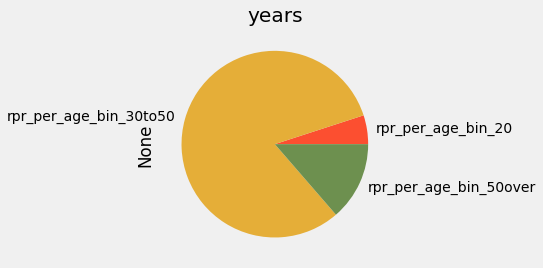 years
rpr_per_age_bin_30to50
None
rpr_per_age_bin_20
rpr_per_age_bin_50over